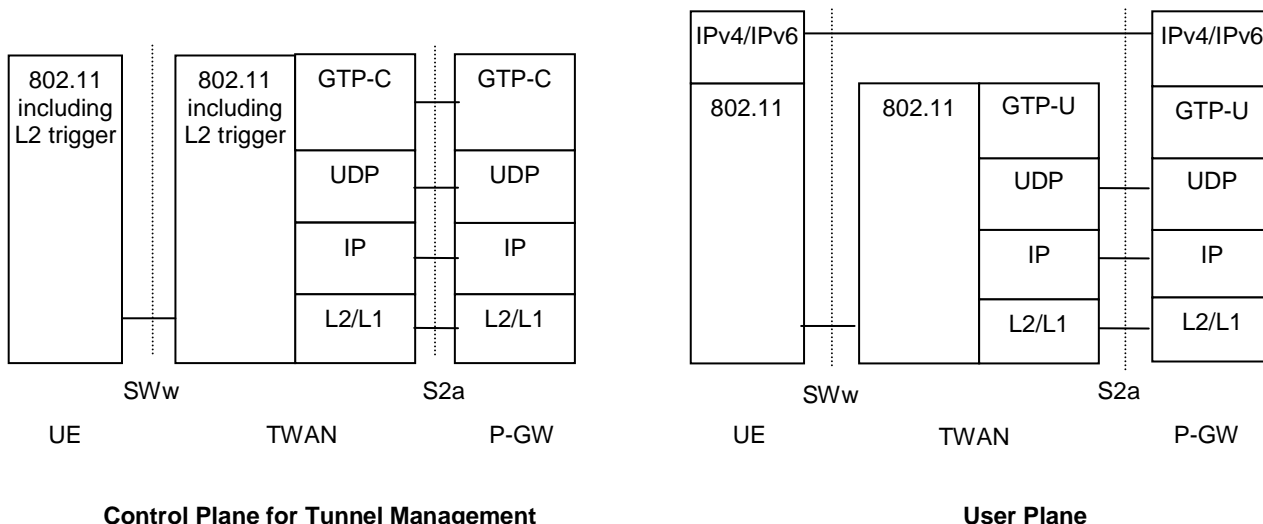 802.11
including
L2 trigger
802.11
including
L2 trigger
GTP-C
UDP
IP
L2/L1
GTP-C
UDP
IP
L2/L1
SWw
S2a
UE
TWAN
P-GW
Control Plane for Tunnel Management
IPv4/IPv6
802.11
802.11
GTP-U
UDP
IP
L2/L1
IPv4/IPv6
GTP-U
UDP
IP
L2/L1
SWw
S2a
UE
TWAN
P-GW
User Plane